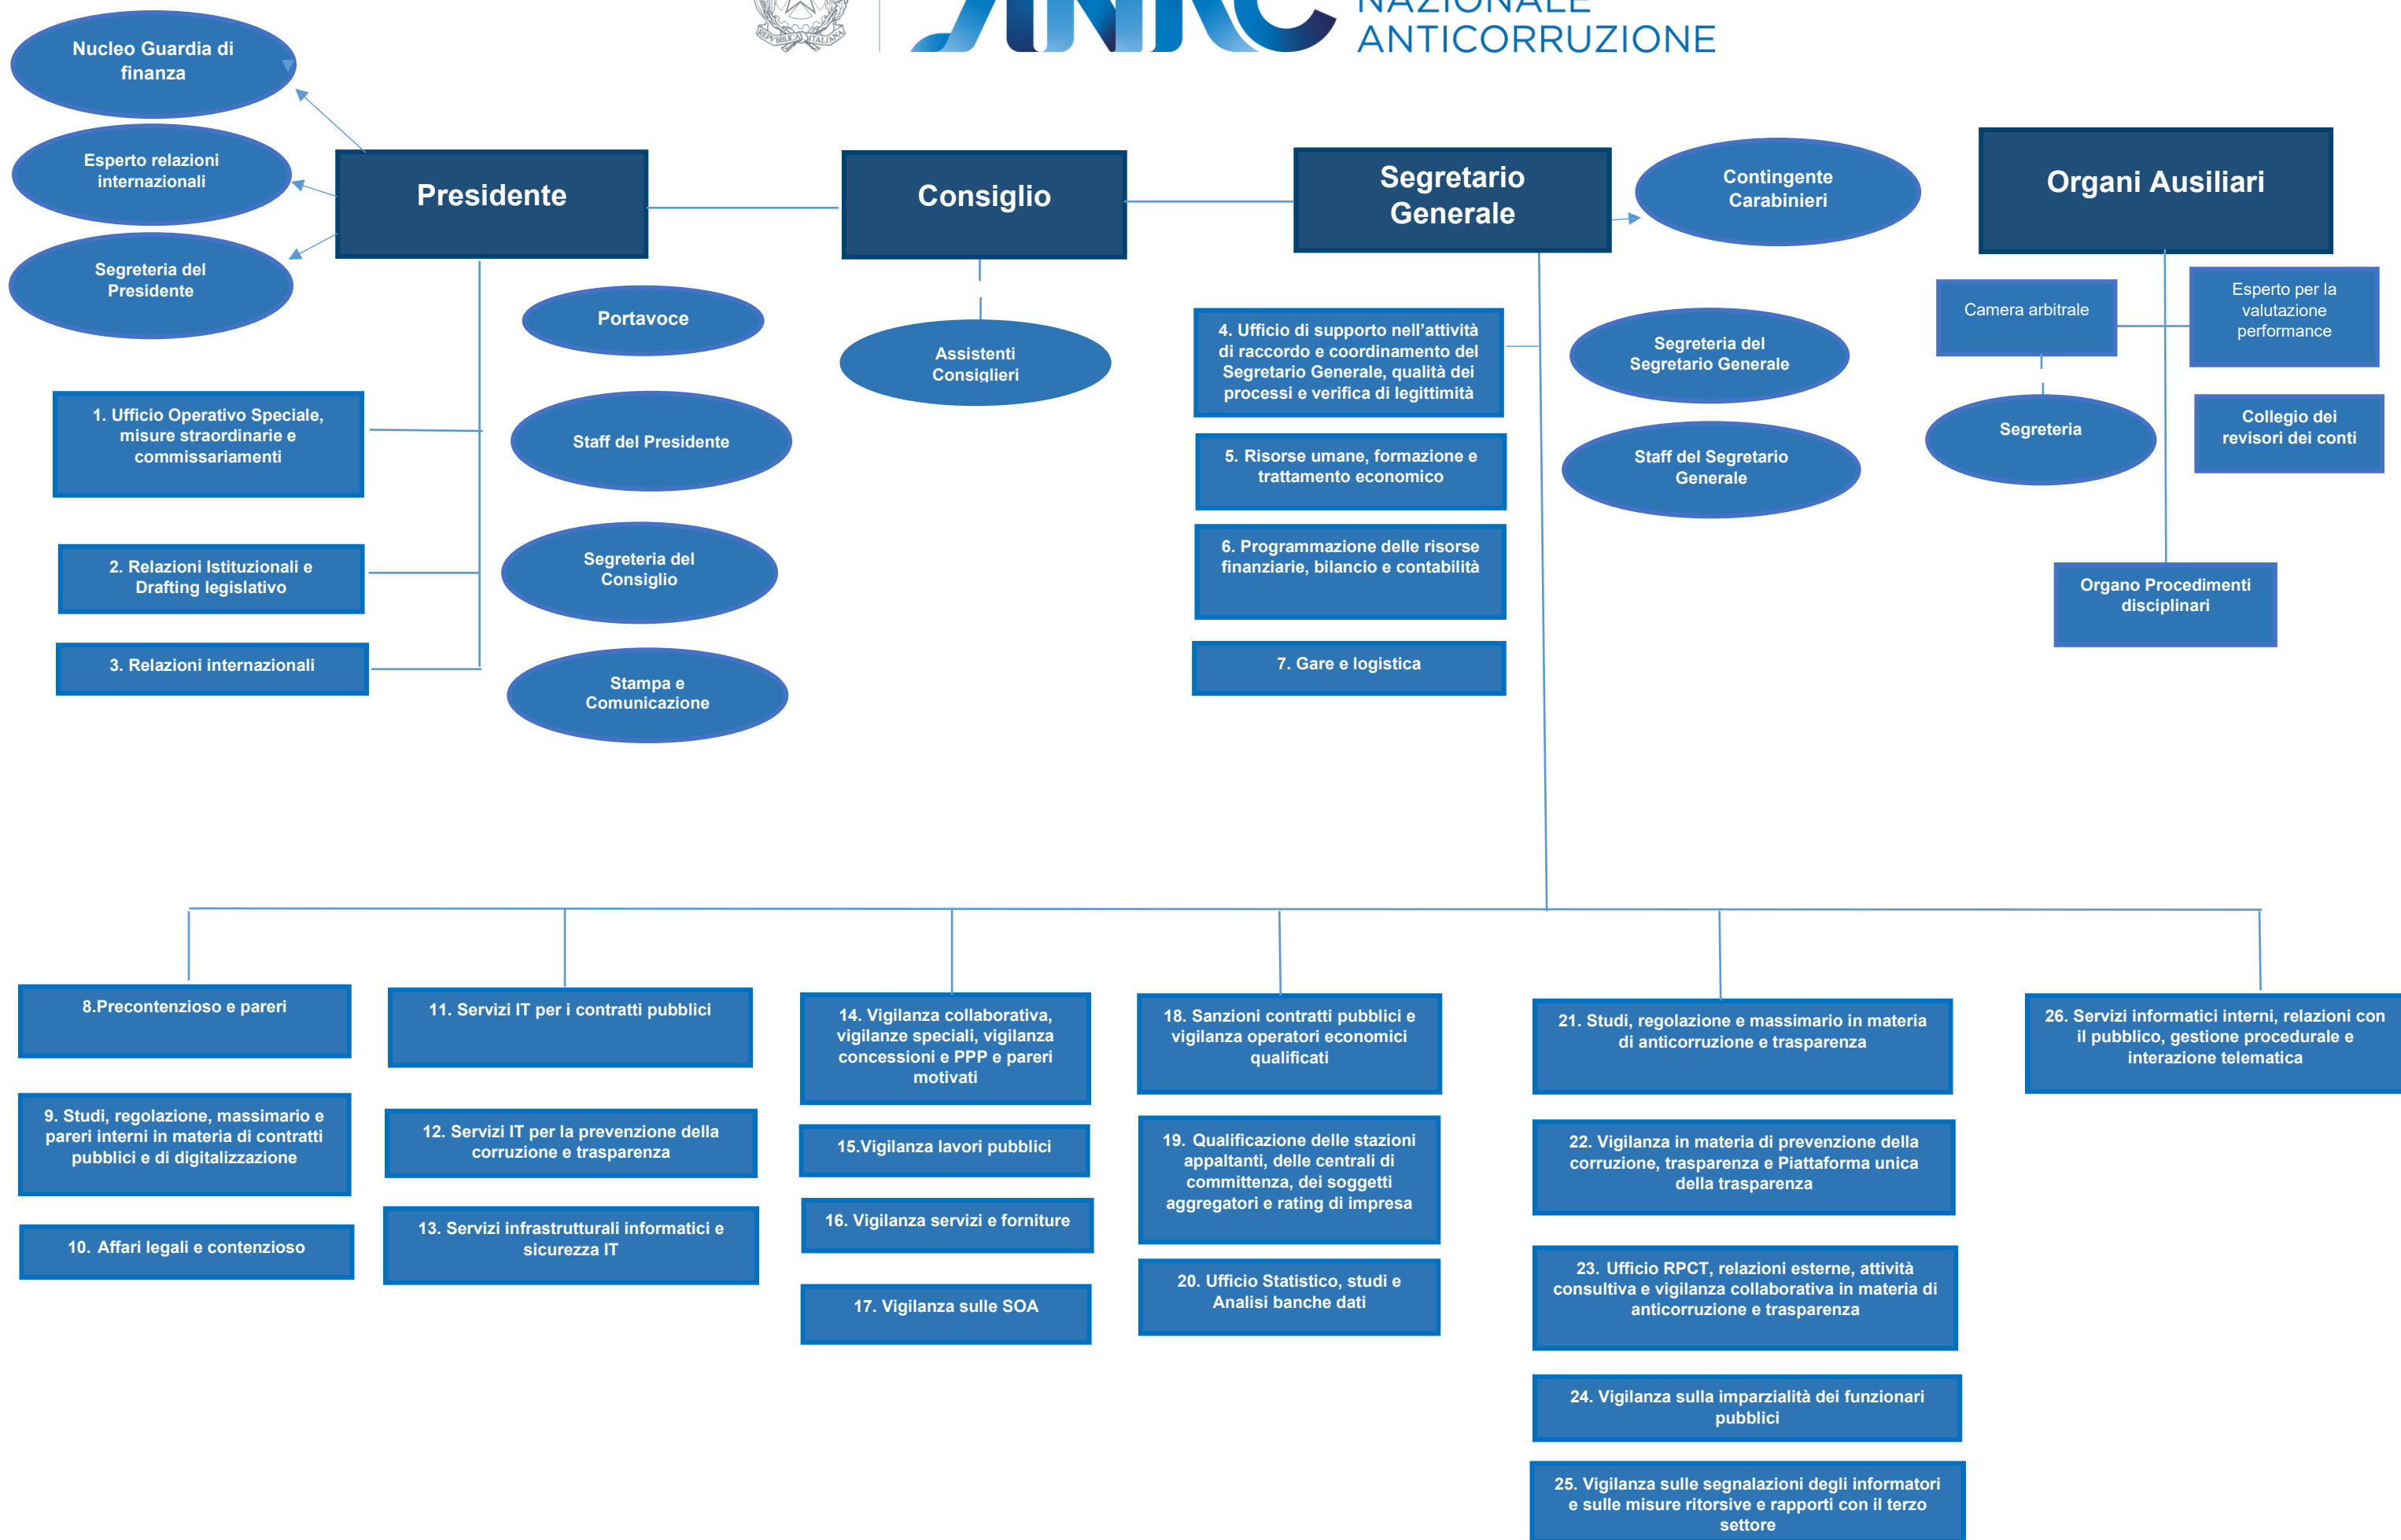 REPVBBLICA ITALIANA
ANAC
NAZIONALE
ANTICORRUZIONE
Nucleo Guardia di
finanza
Esperto relazioni
internazionali
Segreteria del
Presidente
Presidente
Consiglio
Segretario
Generale
Contingente
Carabinieri
Organi Ausiliari
Portavoce
Staff del Presidente
Segreteria del
Consiglio
Stampa e
Comunicazione
1. Ufficio Operativo Speciale,
misure straordinarie e
commissariamenti
2. Relazioni Istituzionali e
Drafting legislativo
3. Relazioni internazionali
Assistenti
Consiglieri
4. Ufficio di supporto nell'attività
di raccordo e coordinamento del
Segretario Generale, qualità dei
processi e verifica di legittimità
5. Risorse umane, formazione e
trattamento economico
6. Programmazione delle risorse
finanziarie, bilancio e contabilità
7. Gare e logistica
Segreteria del
Segretario Generale
Staff del Segretario
Generale
Camera arbitrale
Esperto per la
valutazione
performance
Segreteria
Collegio dei
revisori dei conti
Organo Procedimenti
disciplinari
8.Precontenzioso e pareri
9. Studi, regolazione, massimario e
pareri interni in materia di contratti
pubblici e di digitalizzazione
10. Affari legali e contenzioso
11. Servizi IT per i contratti pubblici
12. Servizi IT per la prevenzione della
corruzione e trasparenza
13. Servizi infrastrutturali informatici e
sicurezza IT
14. Vigilanza collaborativa,
vigilanze speciali, vigilanza
concessioni e PPP e pareri
motivati
15.Vigilanza lavori pubblici
16. Vigilanza servizi e forniture
17. Vigilanza sulle SOA
18. Sanzioni contratti pubblici e
vigilanza operatori economici
qualificati
19. Qualificazione delle stazioni
appaltanti, delle centrali di
committenza, dei soggetti
aggregatori e rating di impresa
20. Ufficio Statistico, studi e
Analisi banche dati
21. Studi, regolazione e massimario in materia
di anticorruzione e trasparenza
22. Vigilanza in materia di prevenzione della
corruzione, trasparenza e Piattaforma unica
della trasparenza
23. Ufficio RPCT, relazioni esterne, attività
consultiva e vigilanza collaborativa in materia di
anticorruzione e trasparenza
24. Vigilanza sulla imparzialità dei funzionari
pubblici
25. Vigilanza sulle segnalazioni degli informatori
e sulle misure ritorsive e rapporti con il terzo
settore
26. Servizi informatici interni, relazioni con
il pubblico, gestione procedurale e
interazione telematica